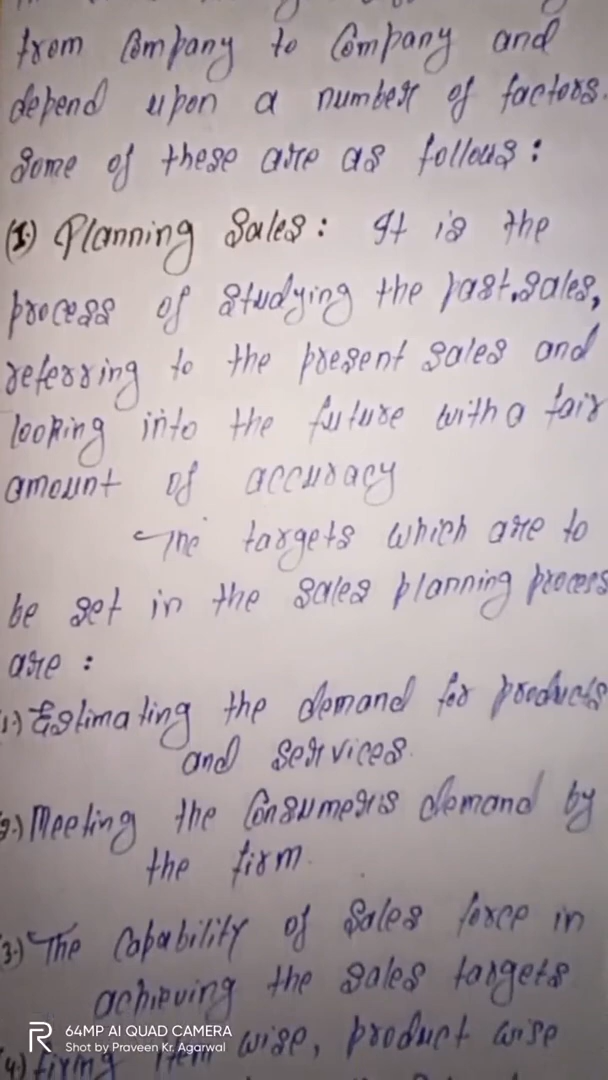 from Company to Company and
depend upon a number of factors.
Some of these are as follows:
(I.) Planning Sales: It is the
process of studying the past sales,
referring to the present sales and
looking into the future with a fair
amount of accuracy
The targets which are to
be set in the sales planning process
are :
1.) Estimating the demand for products
and services.
2.) Meeting the Consumers demand by
the firm.
3.) The Capability of Sales force in
achieving the sales targets.
4.) fixing item wise, product wise
64MP AI QUAD CAMERA
Shot by Praveen Kr. Agarwal